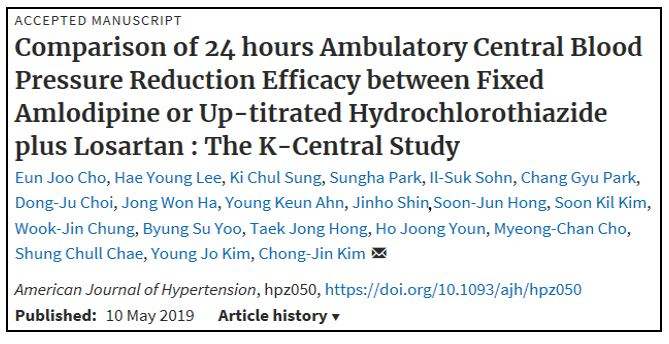 ACCEPTED MANUSCRIPT
Comparison of 24 hours Ambulatory Central Blood
Pressure Reduction Efficacy between Fixed
Amlodipine or Up-titrated Hydrochlorothiazide
plus Losartan : The K-Central Study
Eun Joo Cho, Hae Young Lee, Ki Chul Sung, Sungha Park, Il-Suk Sohn, Chang Gyu Park,
Dong-Ju Choi, Jong Won Ha, Young Keun Ahn, Jinho Shin,Soon-Jun Hong, Soon Kil Kim,
Wook-Jin Chung, Byung Su Yoo, Taek Jong Hong, Ho Joong Youn, Myeong-Chan Cho,
Shung Chull Chae, Young Jo Kim, Chong-Jin Kim
American Journal of Hypertension, hpz050, https://doi.org/10.1093/ajh/hpz050
Published: 10 May 2019 Article history ▾